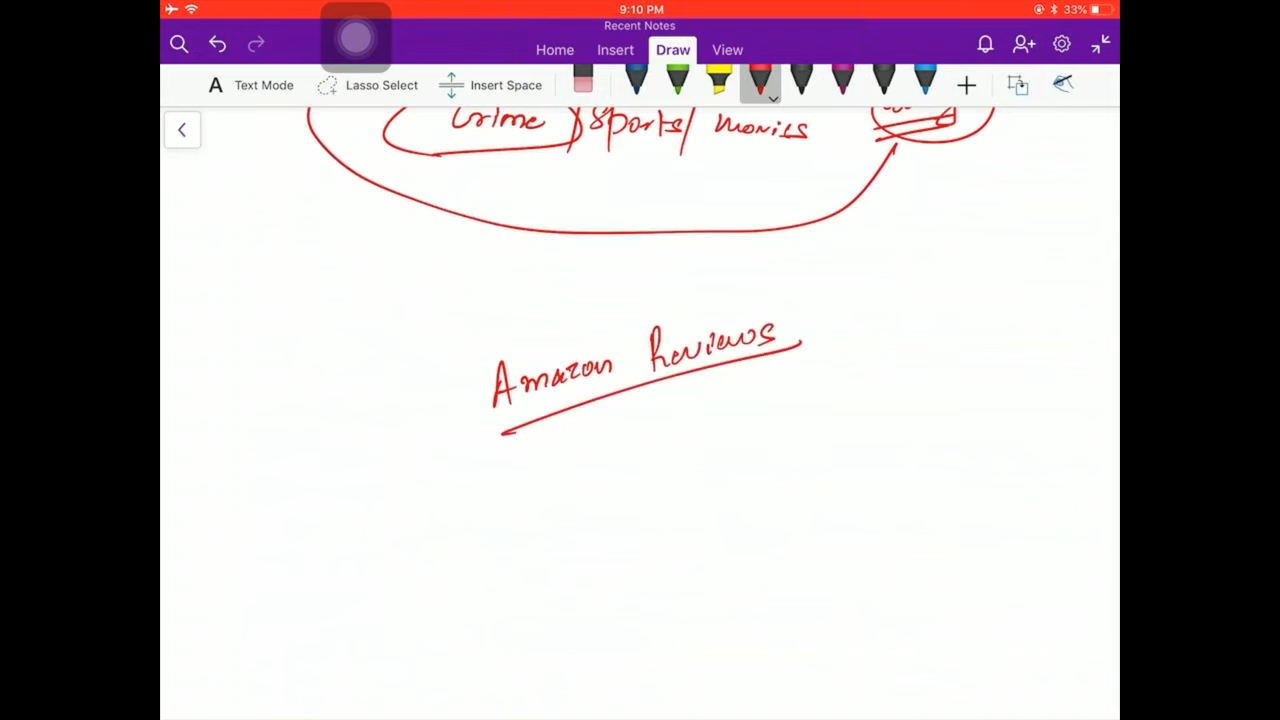 9:10 PM
33%
Recent Notes
Home Insert Draw View
A Text Mode Lasso Select Insert Space
Crime / Sports / movies
Amazon Reviews